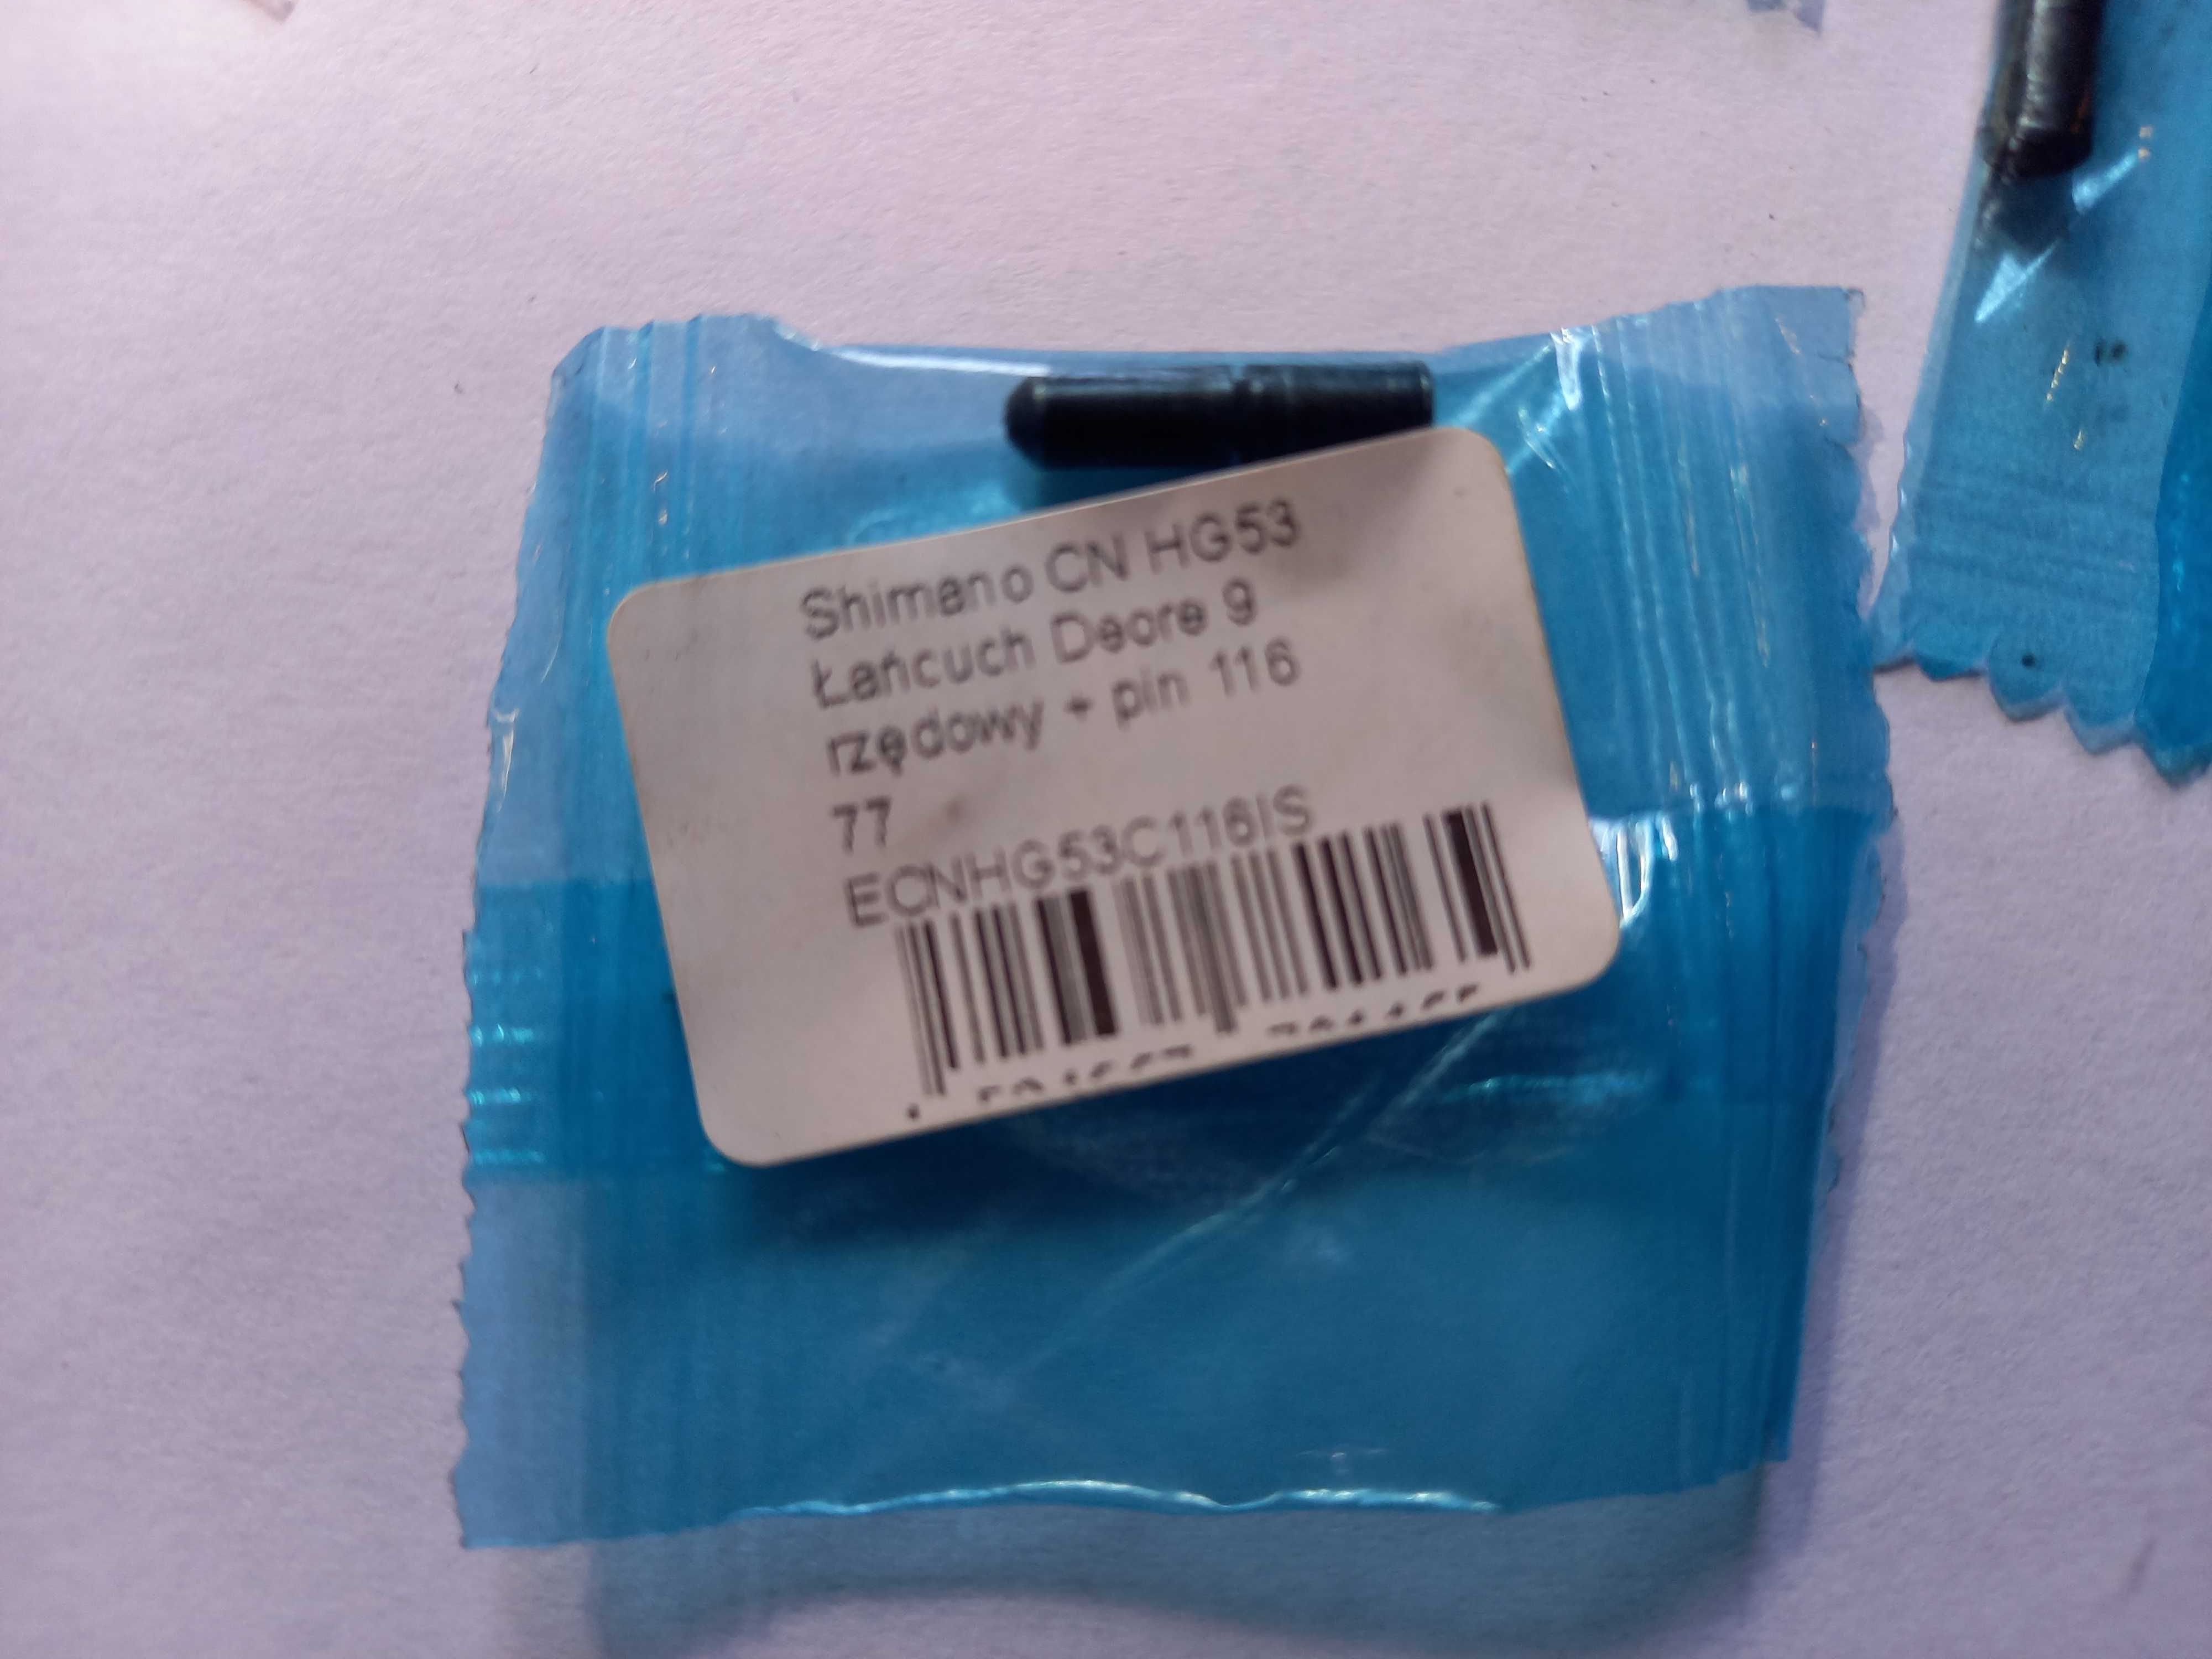 Shimano CN HG53
Łańcuch Deore 9
rzędowy + pin 116
77
ECNHG53C116IS